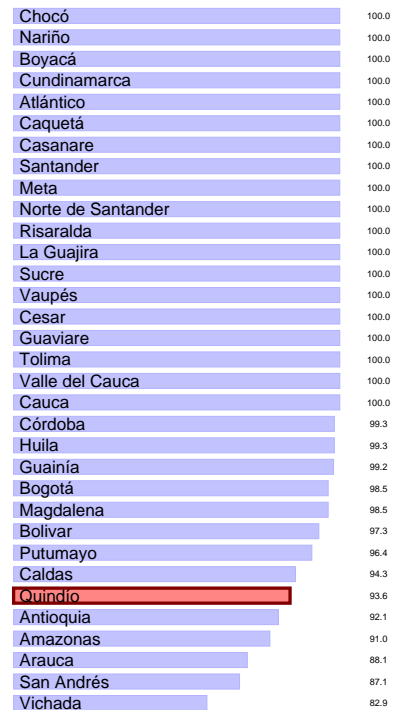 Chocó 100.0
Nariño 100.0
Boyacá 100.0
Cundinamarca 100.0
Atlántico 100.0
Caquetá 100.0
Casanare 100.0
Santander 100.0
Meta 100.0
Norte de Santander 100.0
Risaralda 100.0
La Guajira 100.0
Sucre 100.0
Vaupés 100.0
Cesar 100.0
Guaviare 100.0
Tolima 100.0
Valle del Cauca 100.0
Cauca 100.0
Córdoba 99.3
Huila 99.3
Guainía 99.2
Bogotá 98.5
Magdalena 98.5
Bolivar 97.3
Putumayo 96.4
Caldas 94.3
Quindío 93.6
Antioquia 92.1
Amazonas 91.0
Arauca 88.1
San Andrés 87.1
Vichada 82.9